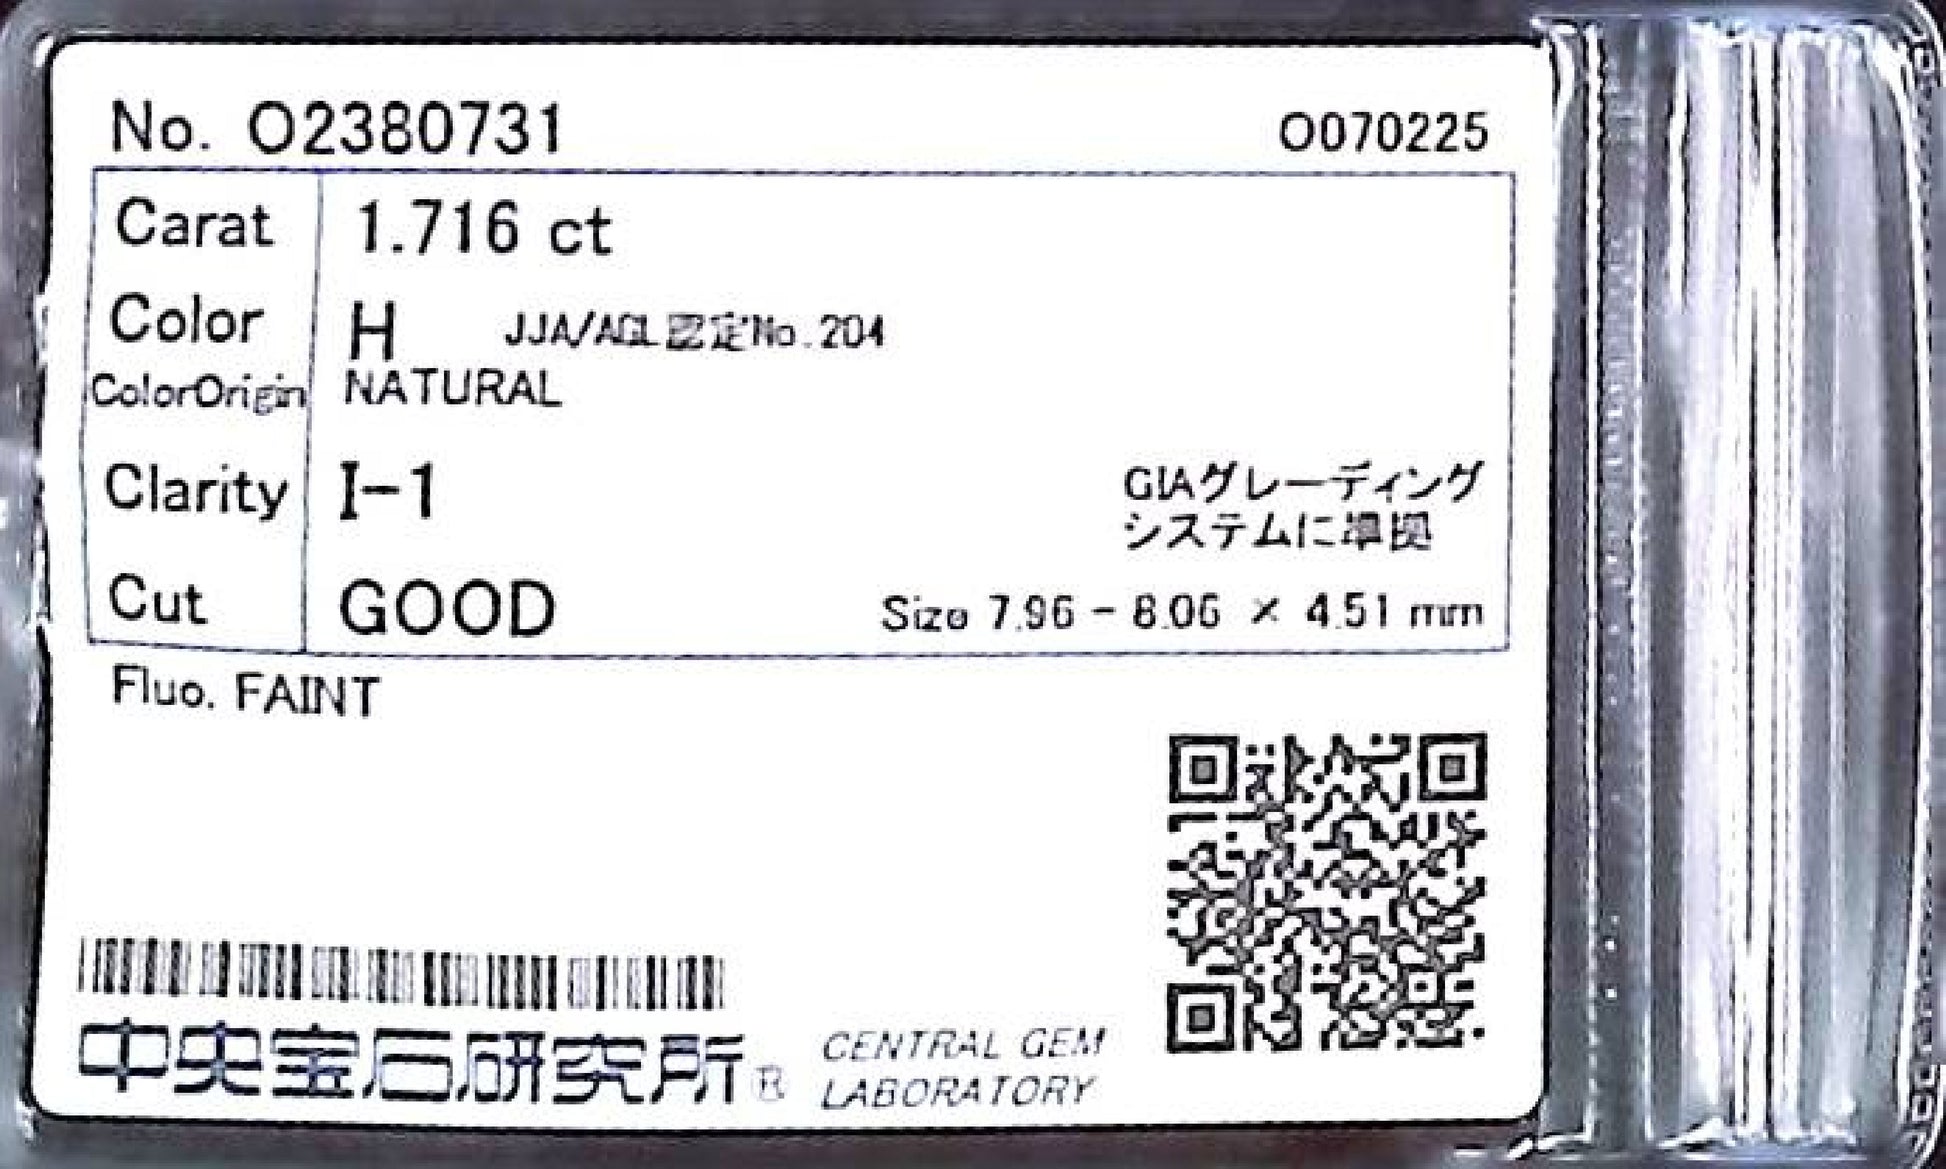 No. O2380731 O070225
Carat 1.716 ct
Color H JJA/AGL認定No.204
ColorOrigin NATURAL
Clarity I-1
GIAグレーディング
システムに準拠
Cut GOOD Size 7.96 - 8.06 × 4.51 mm
Fluo. FAINT
中央宝石研究所® CENTRAL GEM
LABORATORY